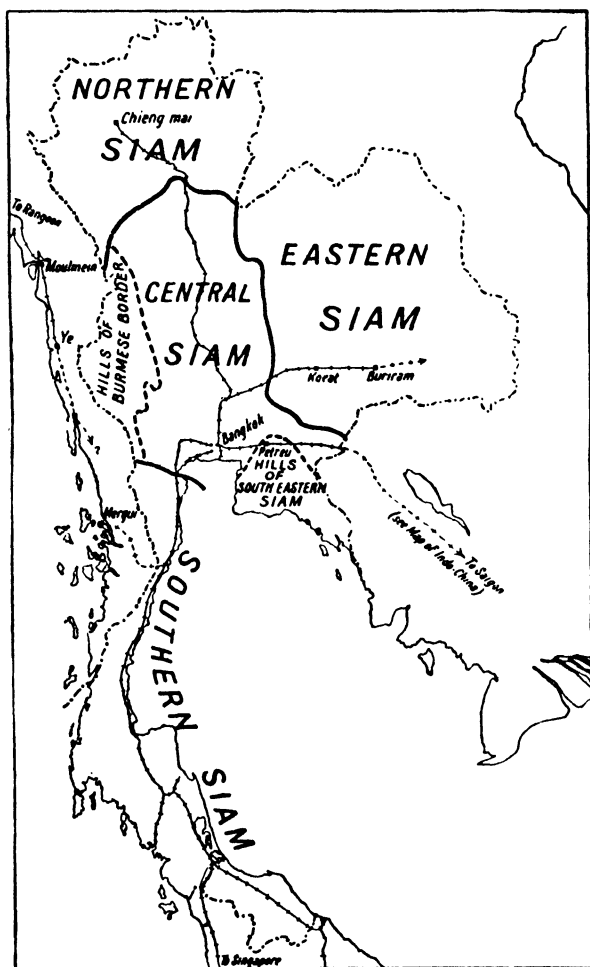 NORTHERN
Chieng mai
SIAM
To Rangoon
Moulmein
EASTERN
SIAM
CENTRAL
SIAM
HILLS OF
BURMESE BORDER
Ye
Korat
Buriram
Bangkok
Petreu
HILLS
OF
SOUTH EASTERN
SIAM
Mergui
To Saigon
(see Map of Indo-China)
SOUTHERN
SIAM
To Singapore